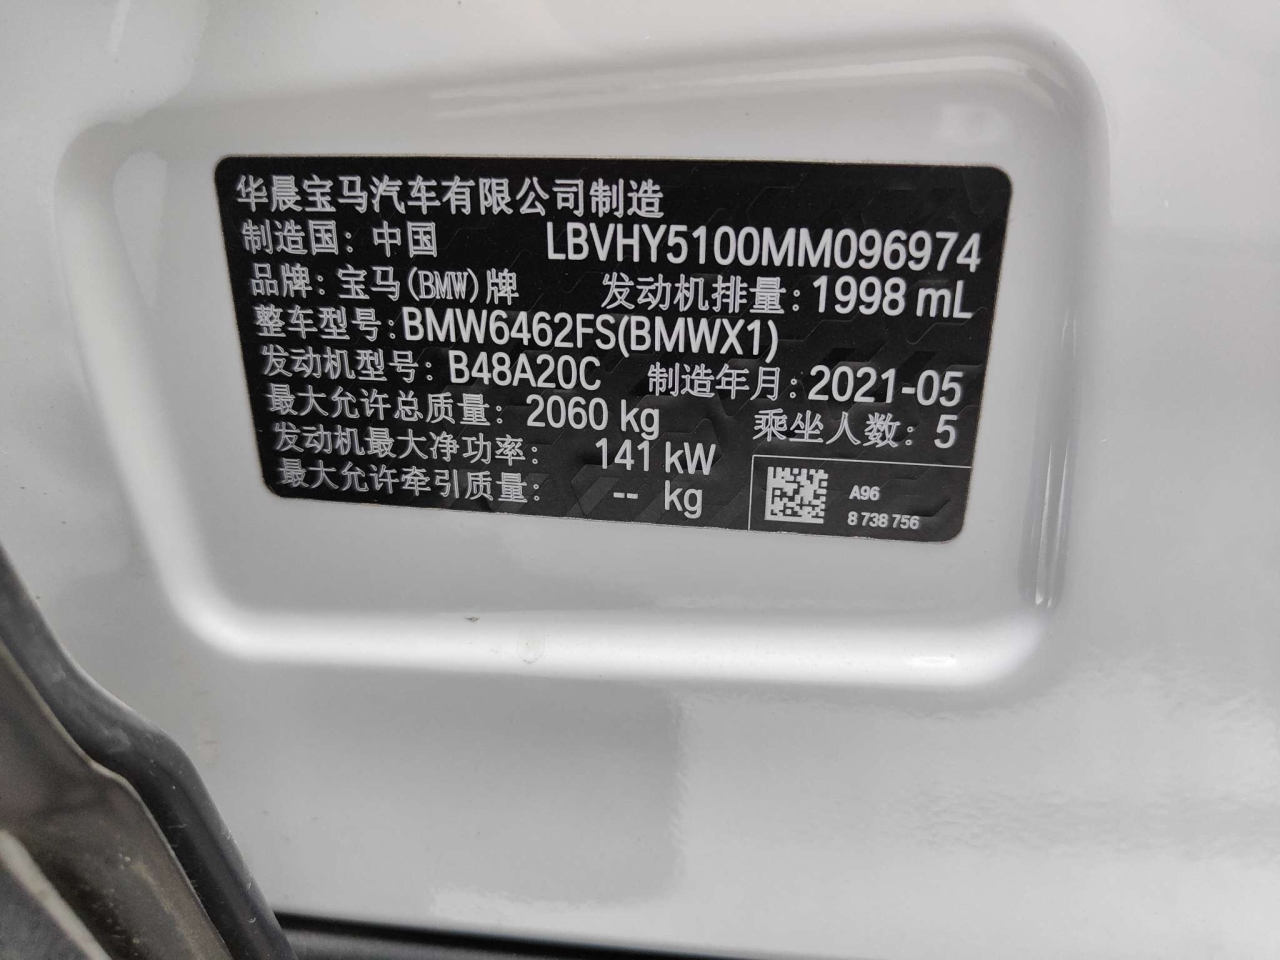 华晨宝马汽车有限公司制造
制造国：中国 LBVHY5100MM096974
品牌：宝马(BMW)牌 发动机排量：1998 mL
整车型号：BMW6462FS(BMWX1)
发动机型号：B48A20C 制造年月：2021-05
最大允许总质量：2060 kg 乘坐人数：5
发动机最大净功率：141 kW
最大允许牵引质量：-- kg
A96
8 738 756